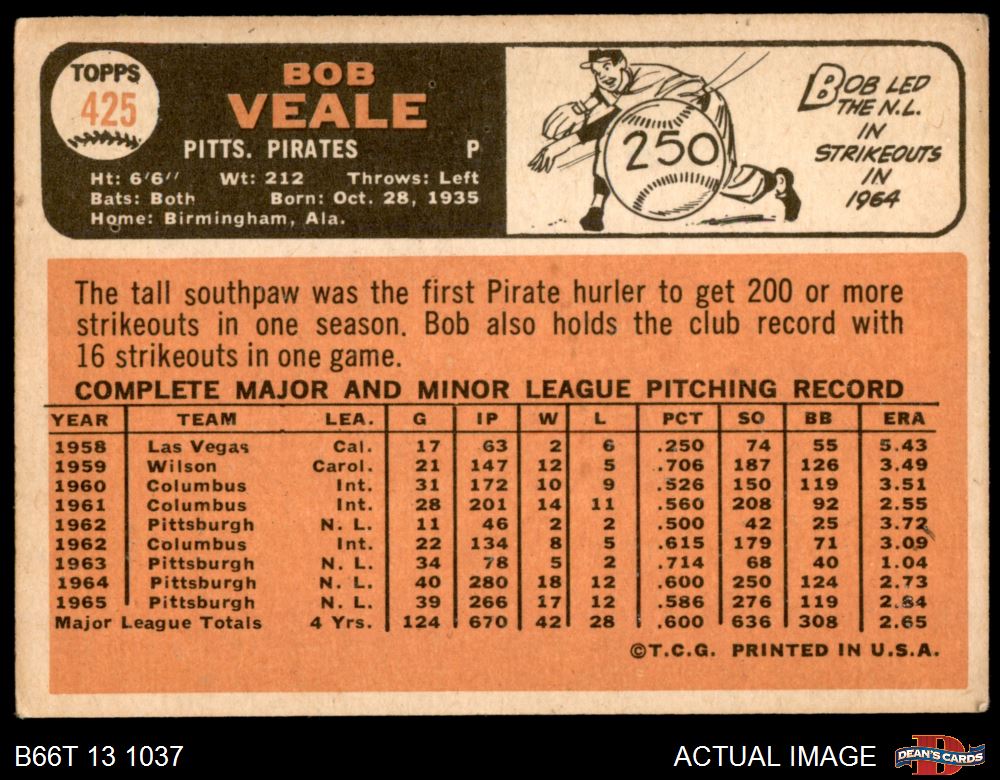 TOPPS
425
BOB
VEALE
PITTS. PIRATES P
Ht: 6'6" Wt: 212 Throws: Left
Bats: Both Born: Oct. 28, 1935
Home: Birmingham, Ala.
250
BOB LED
THE N.L.
IN
STRIKEOUTS
IN
1964
The tall southpaw was the first Pirate hurler to get 200 or more
strikeouts in one season. Bob also holds the club record with
16 strikeouts in one game.
COMPLETE MAJOR AND MINOR LEAGUE PITCHING RECORD
YEAR TEAM LEA. G IP W L PCT SO BB ERA
1958 Las Vegas Cal. 17 63 2 6 .250 74 55 5.43
1959 Wilson Carol. 21 147 12 5 .706 187 126 3.49
1960 Columbus Int. 31 172 10 9 .526 150 119 3.51
1961 Columbus Int. 28 201 14 11 .560 208 92 2.55
1962 Pittsburgh N. L. 11 46 2 2 .500 42 25 3.72
1962 Columbus Int. 22 134 8 5 .615 179 71 3.09
1963 Pittsburgh N. L. 34 78 5 2 .714 68 40 1.04
1964 Pittsburgh N. L. 40 280 18 12 .600 250 124 2.73
1965 Pittsburgh N. L. 39 266 17 12 .586 276 119 2.84
Major League Totals 4 Yrs. 124 670 42 28 .600 636 308 2.65
©T.C.G. PRINTED IN U.S.A.
B66T 13 1037
ACTUAL IMAGE
D
DEAN'S CARDS